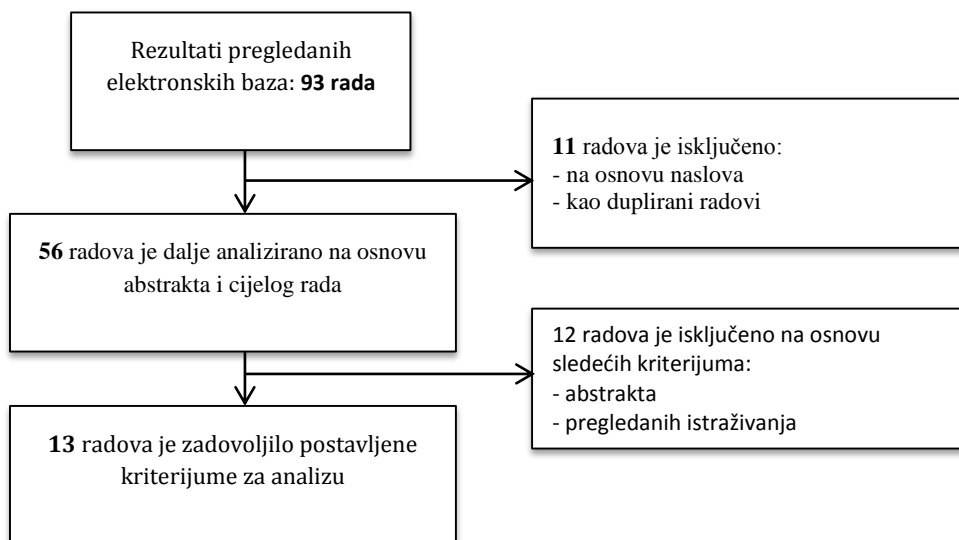 Rezultati pregledanih
elektronskih baza: 93 rada
11 radova je isključeno:
- na osnovu naslova
- kao duplirani radovi
56 radova je dalje analizirano na osnovu
abstrakta i cijelog rada
12 radova je isključeno na osnovu
sledećih kriterijuma:
- abstrakta
- pregledanih istraživanja
13 radova je zadovoljilo postavljene
kriterijume za analizu